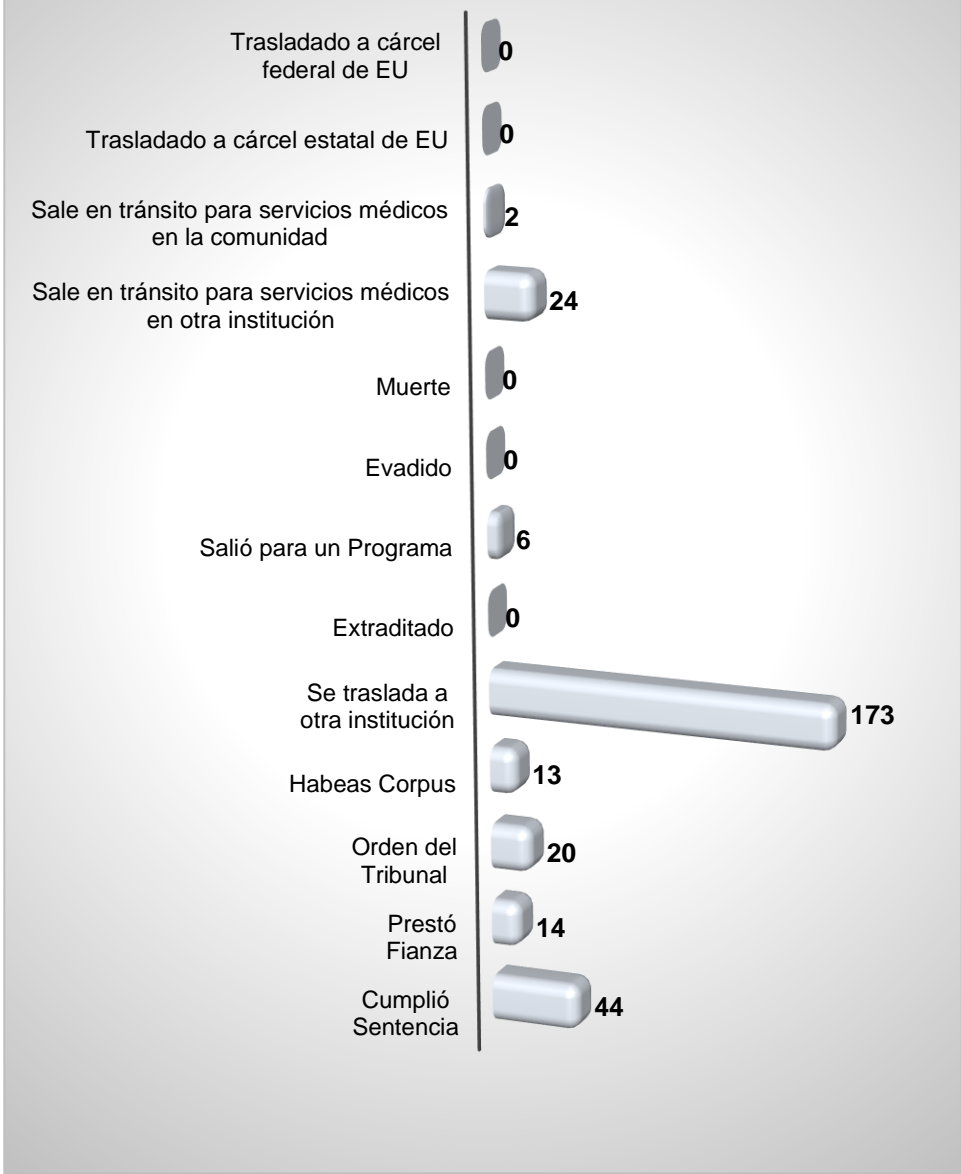 Trasladado a cárcel
federal de EU
0
Trasladado a cárcel estatal de EU
0
Sale en tránsito para servicios médicos
en la comunidad
2
Sale en tránsito para servicios médicos
en otra institución
24
Muerte
0
Evadido
0
Salió para un Programa
6
Extraditado
0
Se traslada a
otra institución
173
Habeas Corpus
13
Orden del
Tribunal
20
Prestó
Fianza
14
Cumplió
Sentencia
44